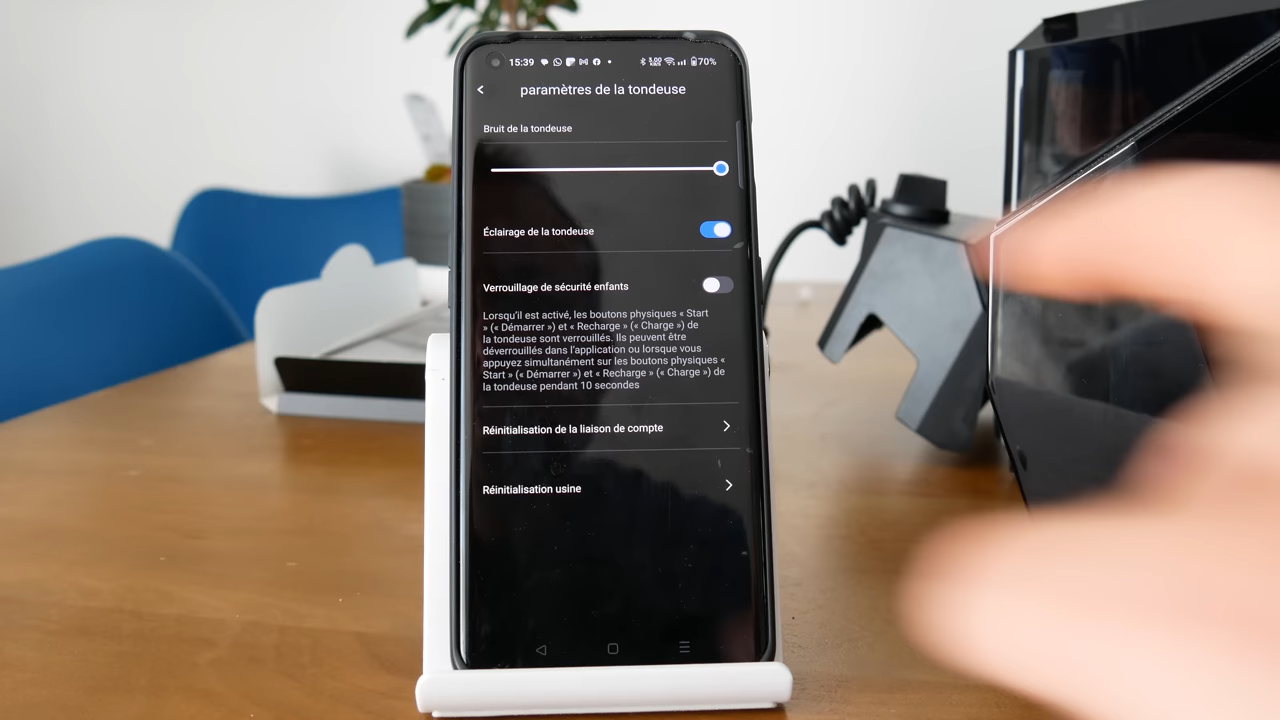 15:39 70%
paramètres de la tondeuse
Bruit de la tondeuse
Éclairage de la tondeuse
Verrouillage de sécurité enfants
Lorsqu'il est activé, les boutons physiques « Start
» (« Démarrer ») et « Recharge » (« Charge ») de
la tondeuse sont verrouillés. Ils peuvent être
déverrouillés dans l'application ou lorsque vous
appuyez simultanément sur les boutons physiques «
Start » (« Démarrer ») et « Recharge » (« Charge ») de
la tondeuse pendant 10 secondes
Réinitialisation de la liaison de compte
Réinitialisation usine